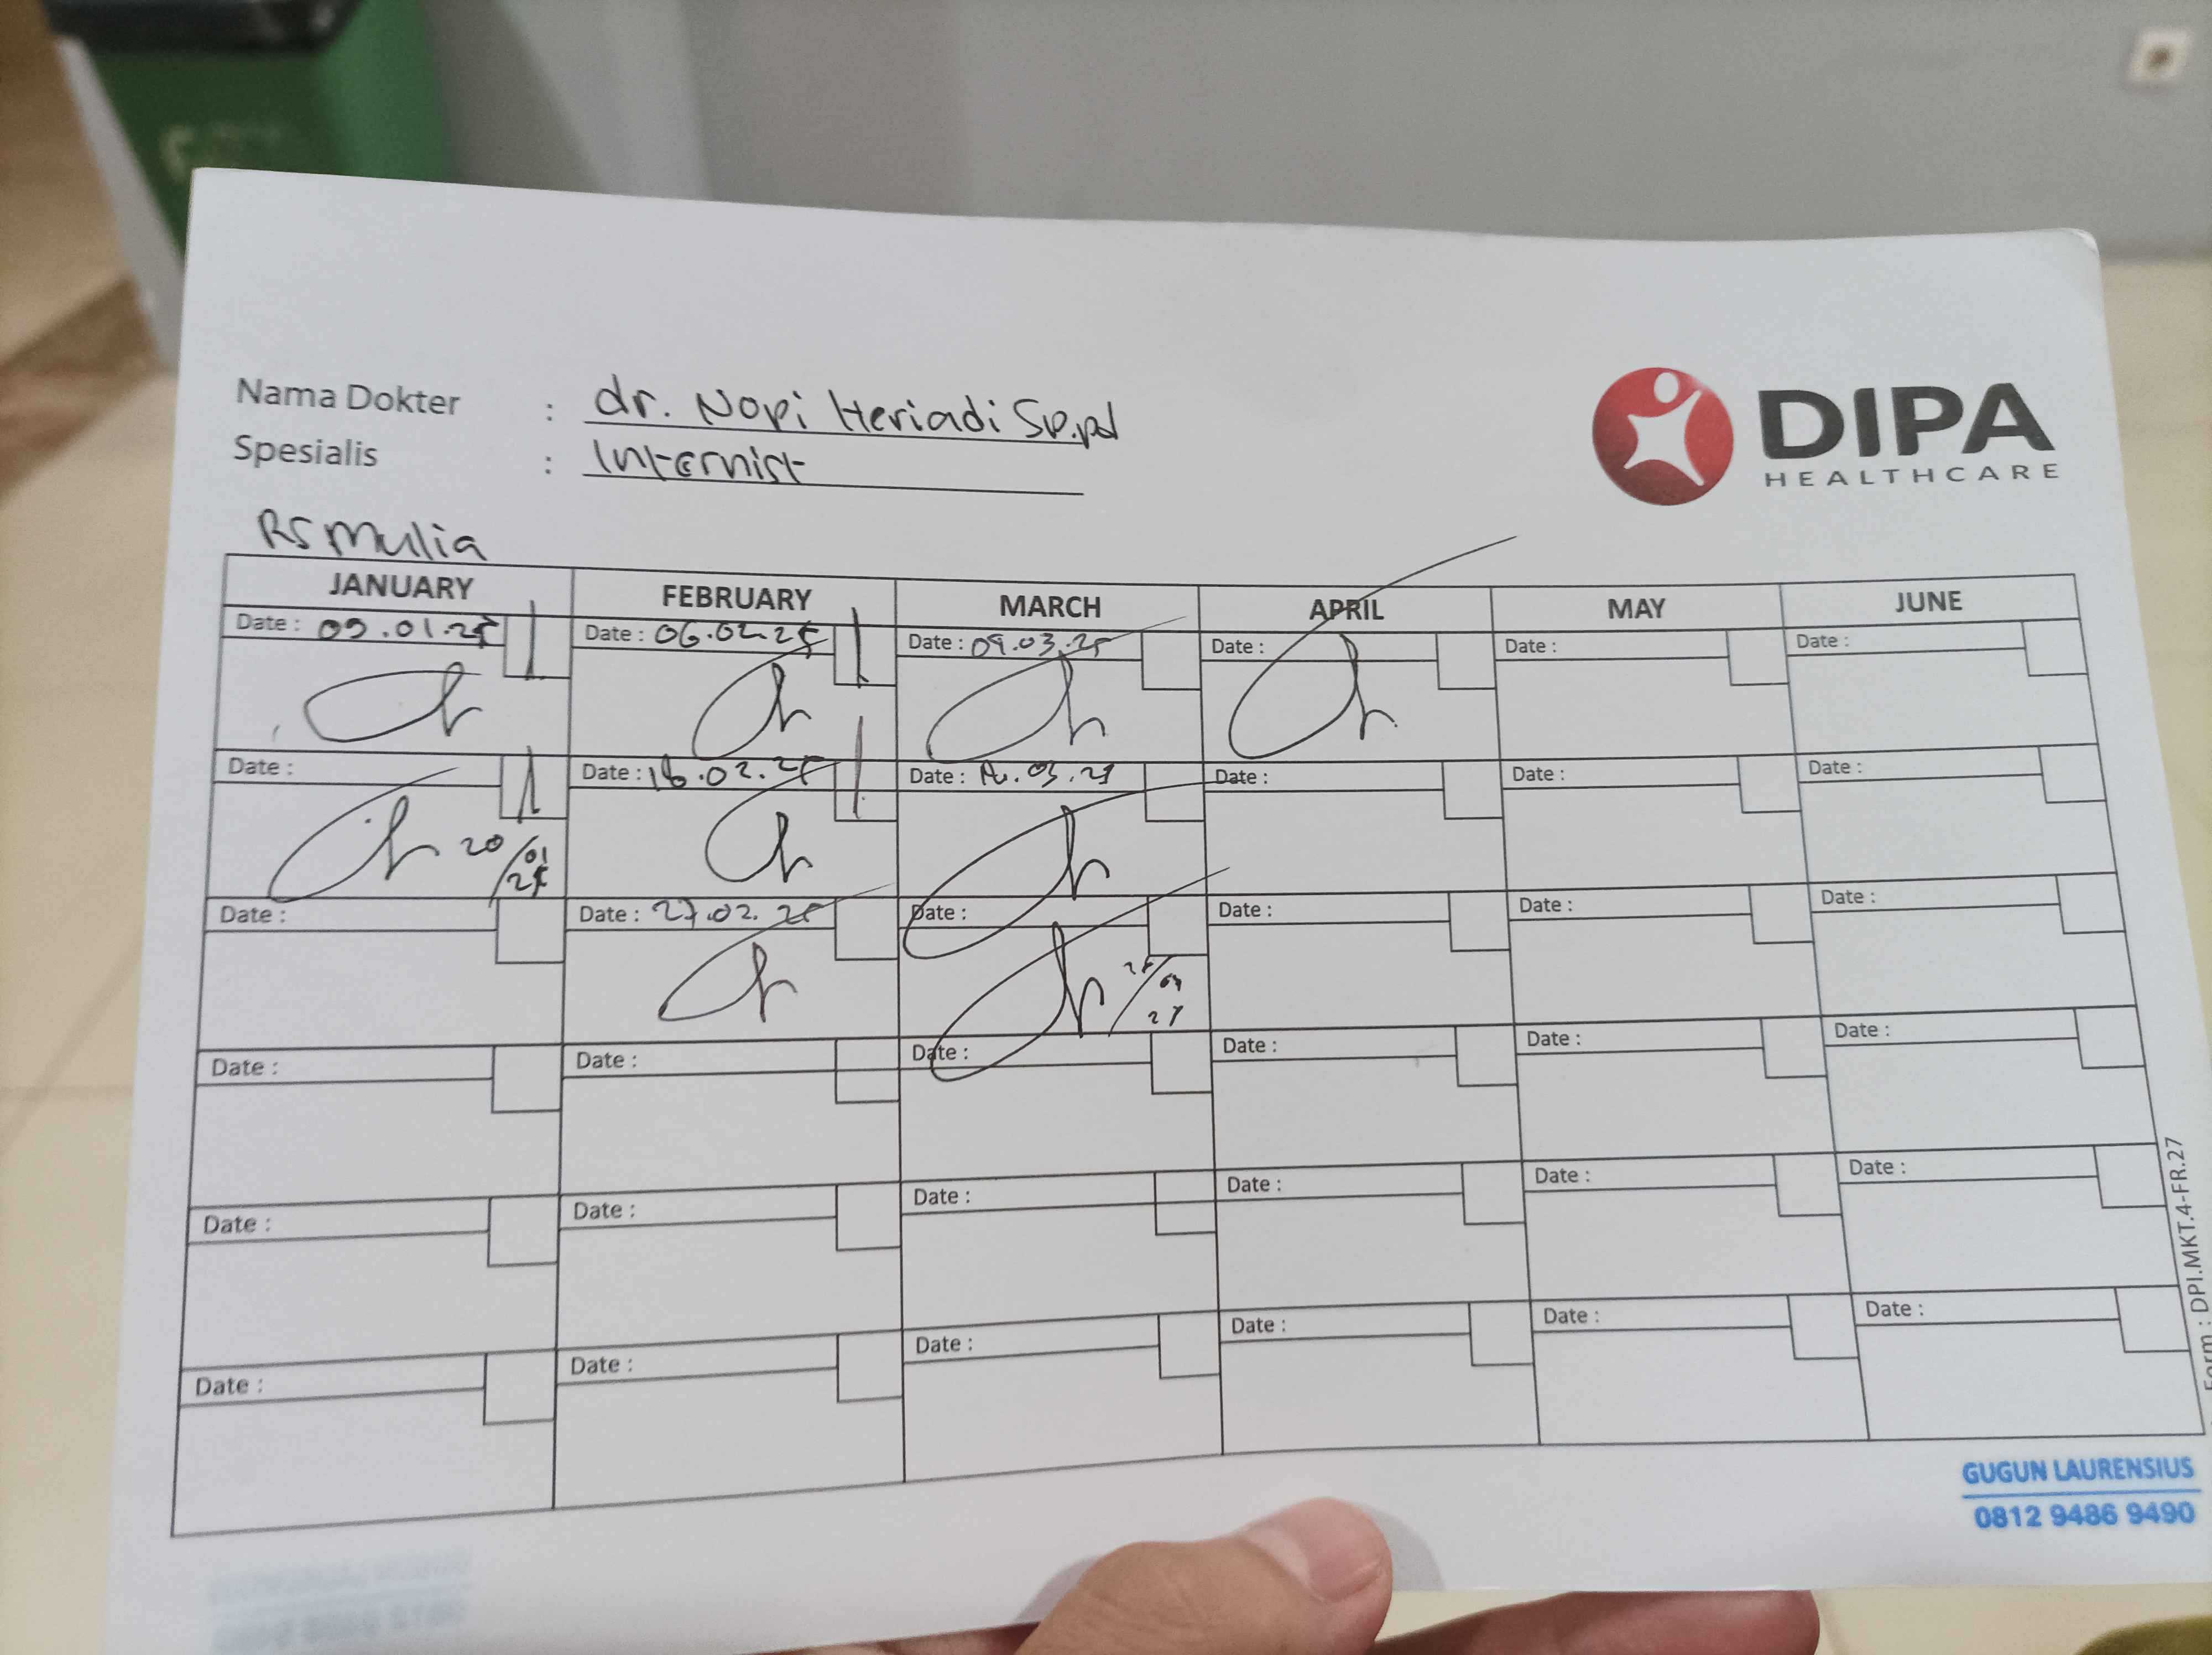 Nama Dokter : dr. Nopi Heriadi Sp.pd
Spesialis : Internist
DIPA
HEALTHCARE
RS Mulia
JANUARY FEBRUARY MARCH APRIL MAY JUNE
Date : 09.01.25 Date : 06.02.25 Date : 09.03.25 Date : Date : Date :
Date : Date : 18.02.25 Date : .03.25 Date : Date : Date :
20/01
25
Date : Date : 27.02.25 Date : Date : Date : Date :
Date : Date : Date : Date : Date : Date :
Date : Date : Date : Date : Date : Date :
Date : Date : Date : Date : Date : Date :
Form : DPI.MKT.4-FR.27
GUGUN LAURENSIUS
0812 9486 9490